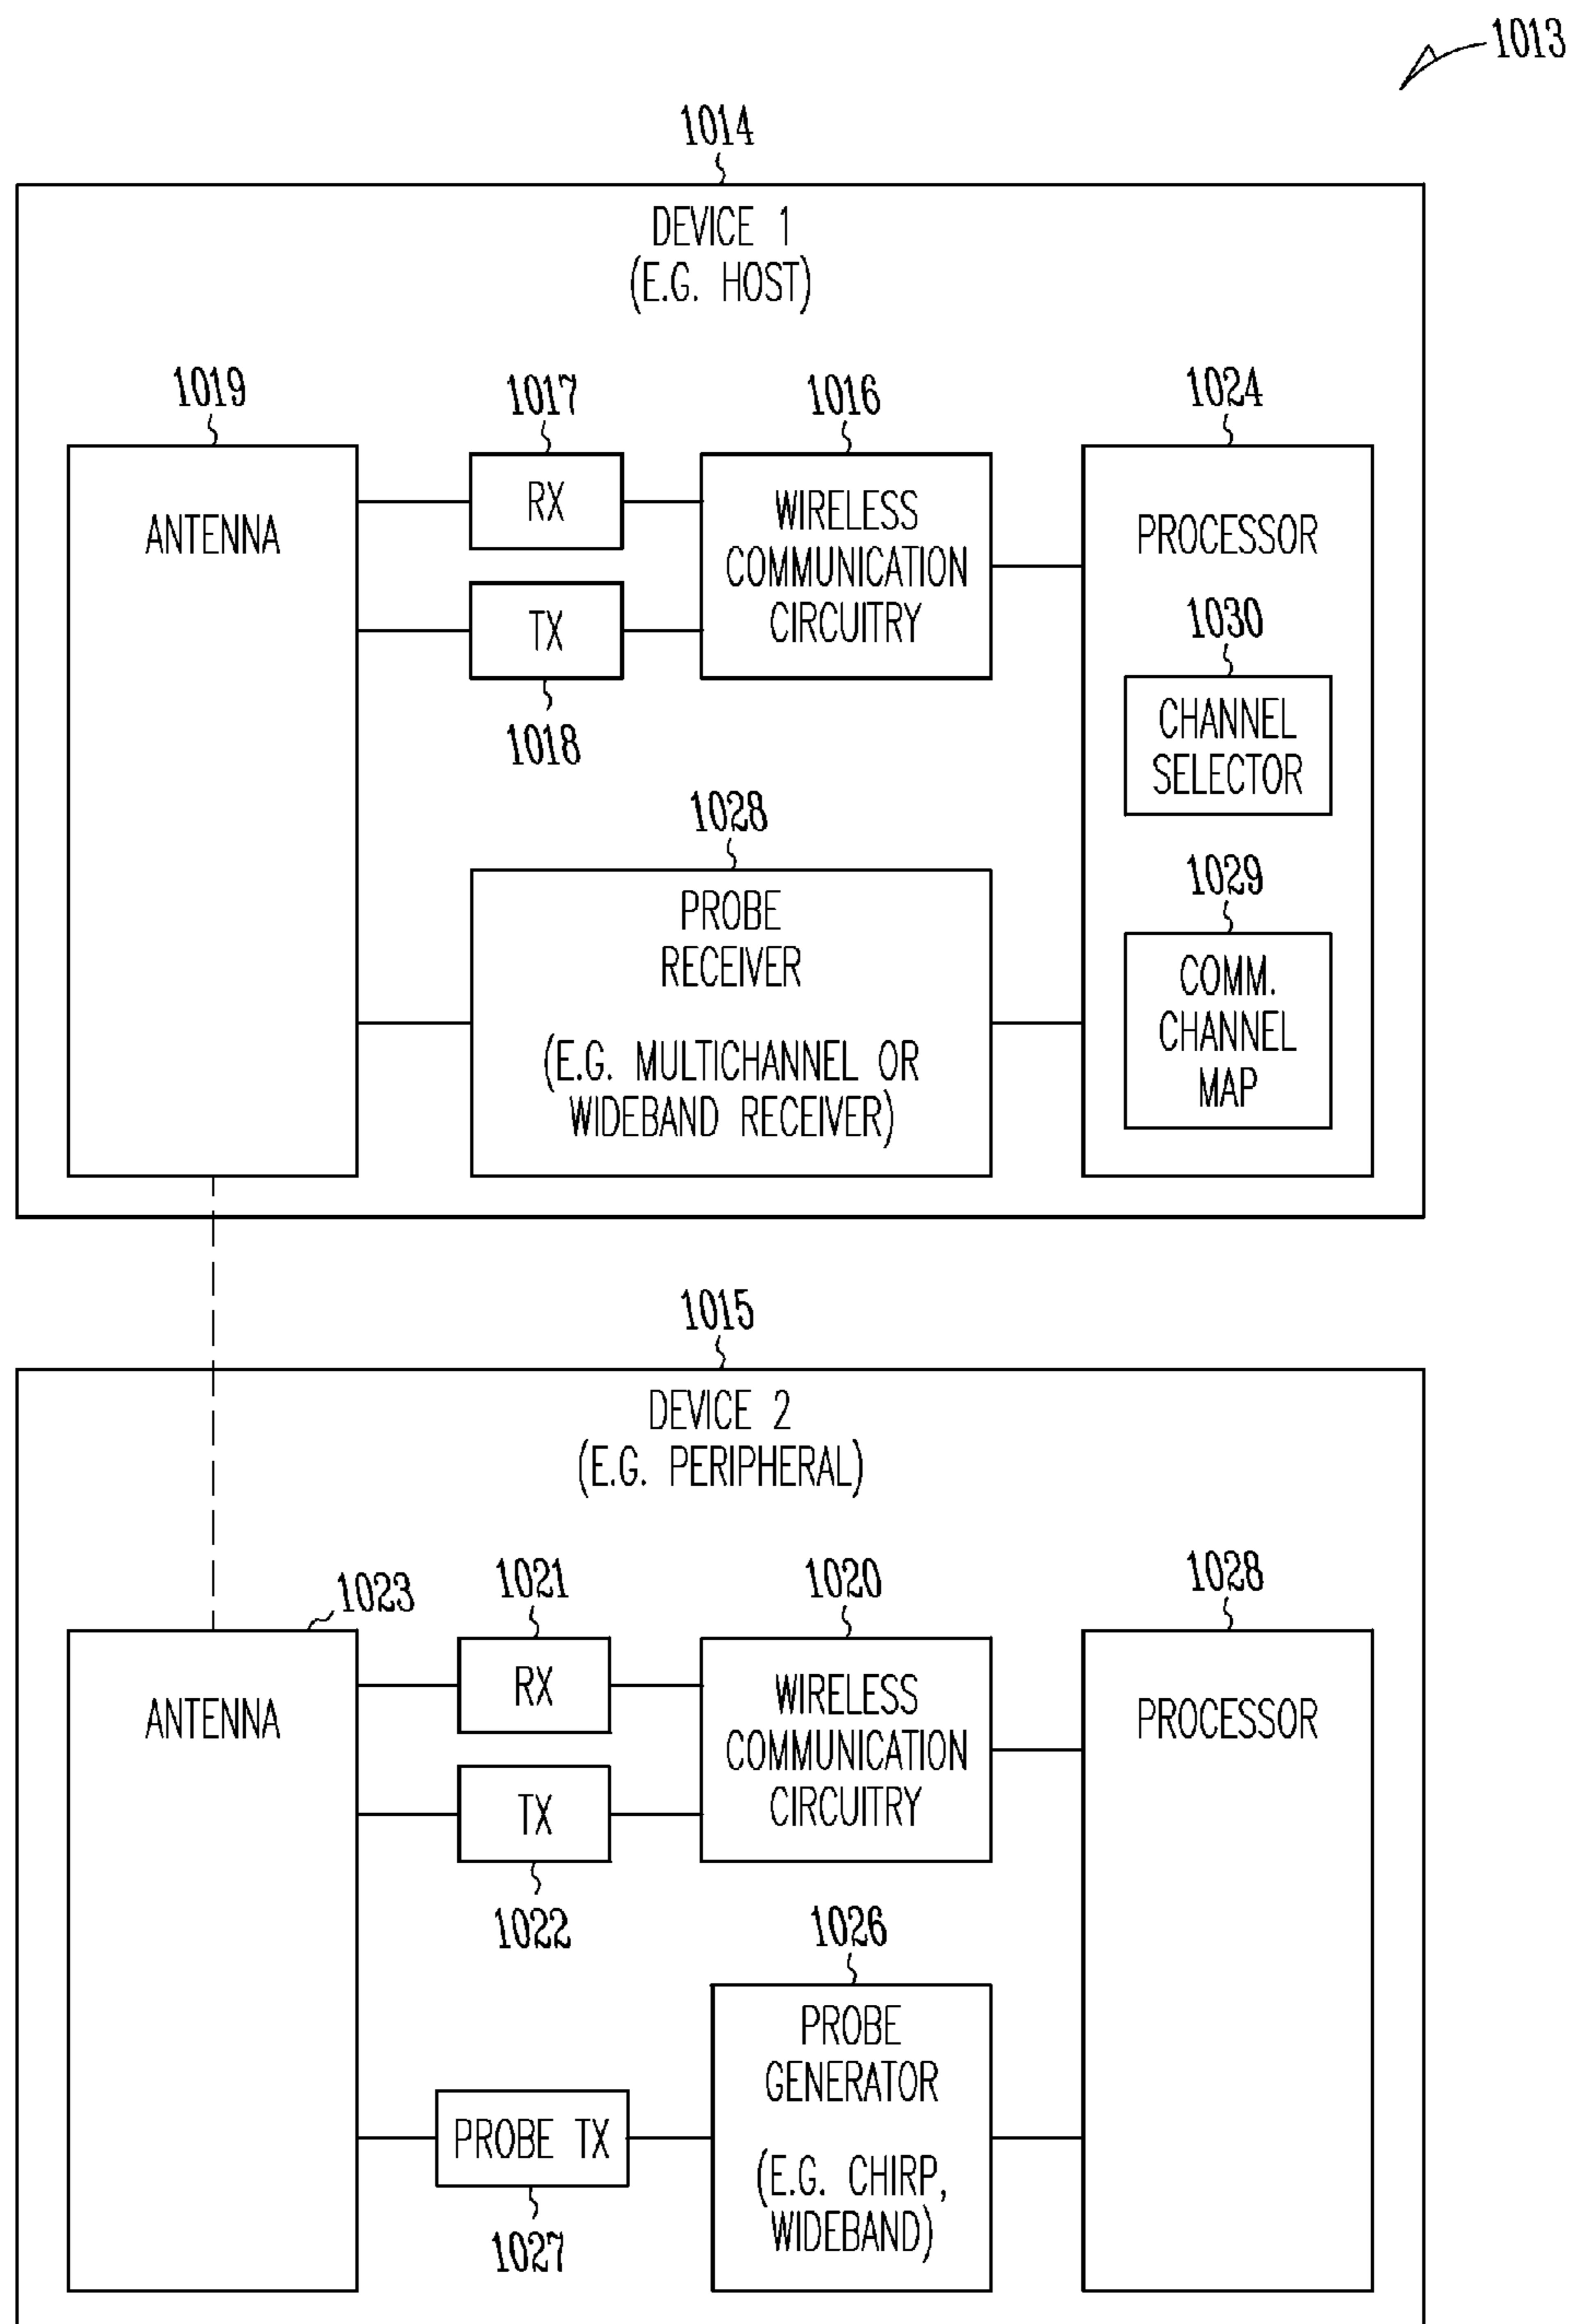 1013
1014
DEVICE 1
(E.G. HOST)
1019
1017
1016
1024
ANTENNA
RX
WIRELESS
COMMUNICATION
CIRCUITRY
PROCESSOR
TX
1018
1030
CHANNEL
SELECTOR
1028
PROBE
RECEIVER
(E.G. MULTICHANNEL OR
WIDEBAND RECEIVER)
1029
COMM.
CHANNEL
MAP
1015
DEVICE 2
(E.G. PERIPHERAL)
1023
1021
1020
1028
ANTENNA
RX
WIRELESS
COMMUNICATION
CIRCUITRY
PROCESSOR
TX
1022
1026
PROBE
GENERATOR
(E.G. CHIRP,
WIDEBAND)
PROBE TX
1027